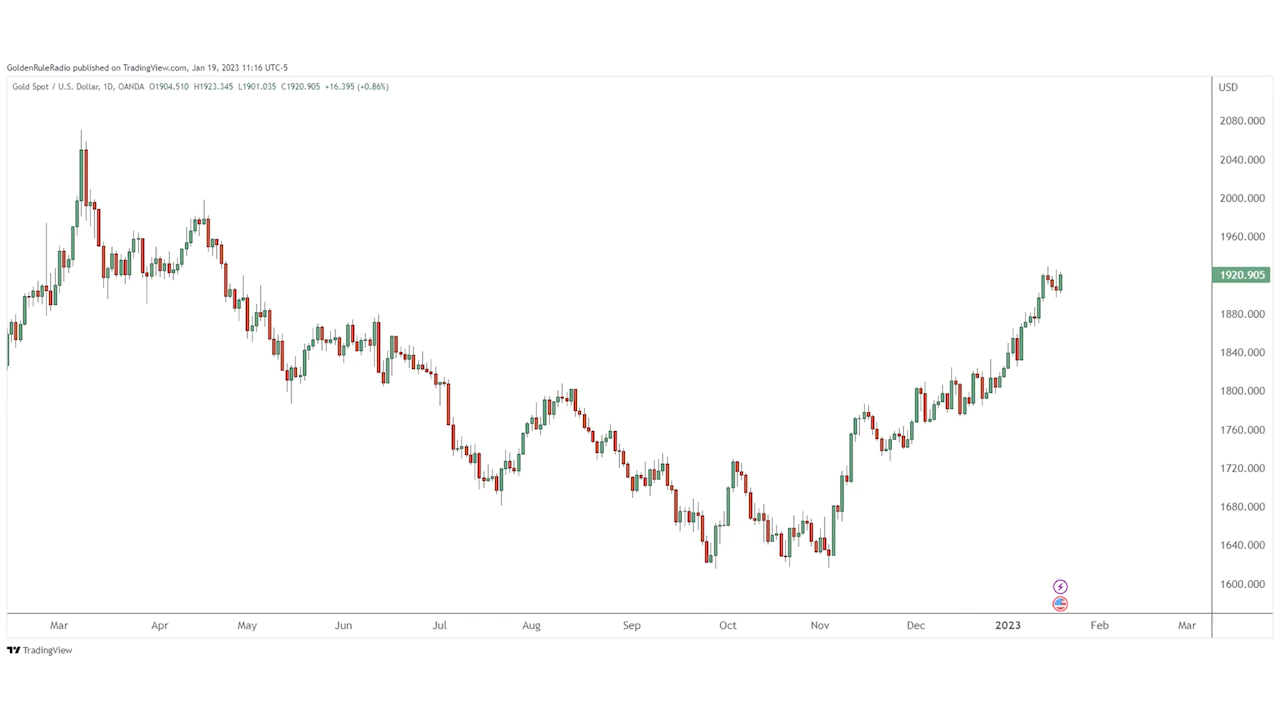 GoldenRuleRadio published on TradingView.com, Jan 19, 2023 11:16 UTC-5
Gold Spot / U.S. Dollar, 1D, OANDA O1904.510 H1923.345 L1901.035 C1920.905 +16.395 (+0.86%)
USD
2080.000
2040.000
2000.000
1960.000
1920.905
1880.000
1840.000
1800.000
1760.000
1720.000
1680.000
1640.000
1600.000
Mar Apr May Jun Jul Aug Sep Oct Nov Dec 2023 Feb Mar
TradingView